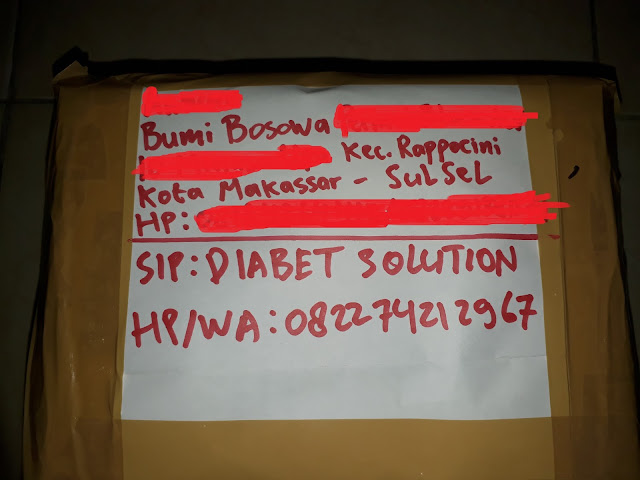 Bumi Bosowa
Kec. Rappocini
Kota Makassar - SulSeL
HP:
SIP: DIABET SOLUTION
HP/WA: 082274212967